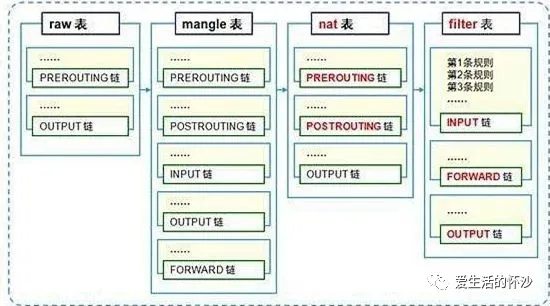 raw 表
mangle 表
nat 表
filter 表
......
PREROUTING 链
......
OUTPUT 链
......
PREROUTING 链
......
POSTROUTING 链
......
INPUT 链
......
OUTPUT 链
......
FORWARD 链
......
PREROUTING 链
......
POSTROUTING 链
......
OUTPUT 链
第1条规则
第2条规则
第3条规则
......
INPUT 链
......
FORWARD 链
......
OUTPUT 链
爱生活的怀沙